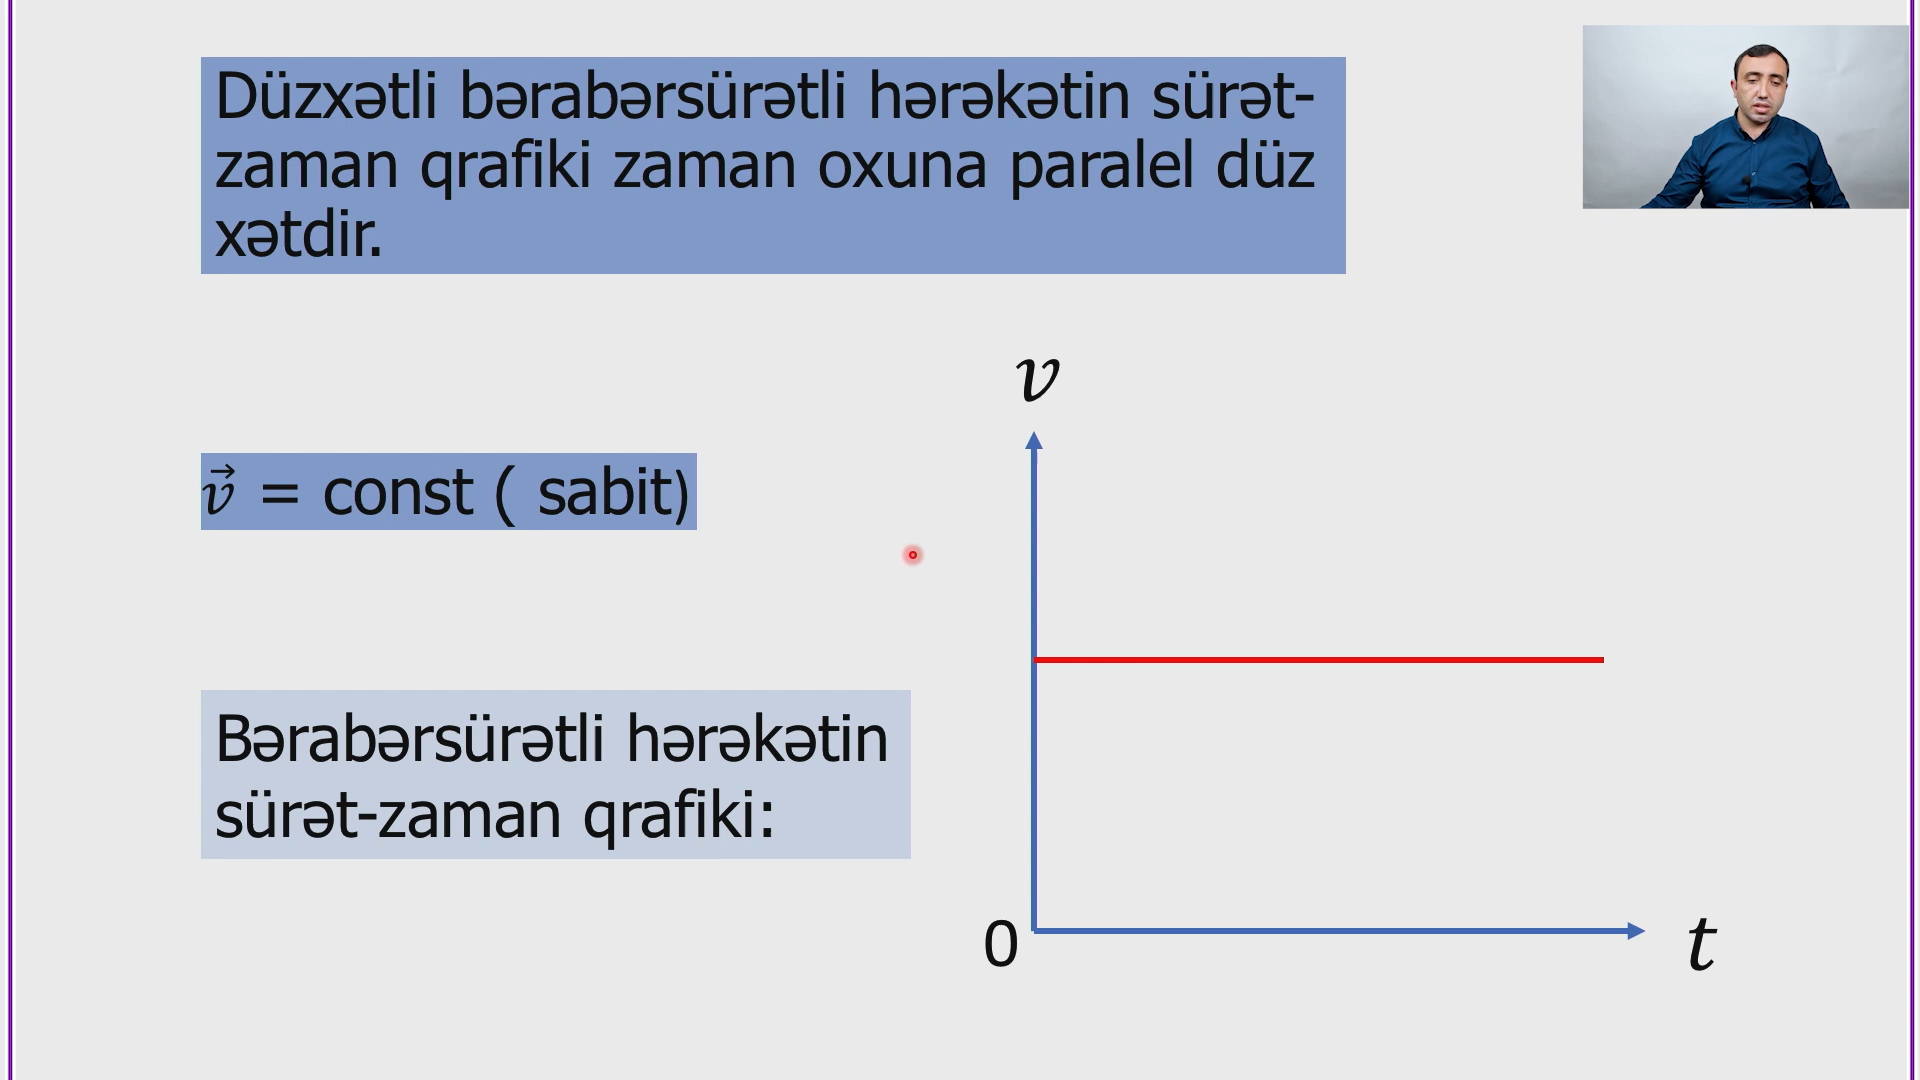 Düzxətli bərabərsürətli hərəkətin sürət-
zaman qrafiki zaman oxuna paralel düz
xətdir.
v
v⃗ = const ( sabit)
Bərabərsürətli hərəkətin
sürət-zaman qrafiki:
0
t